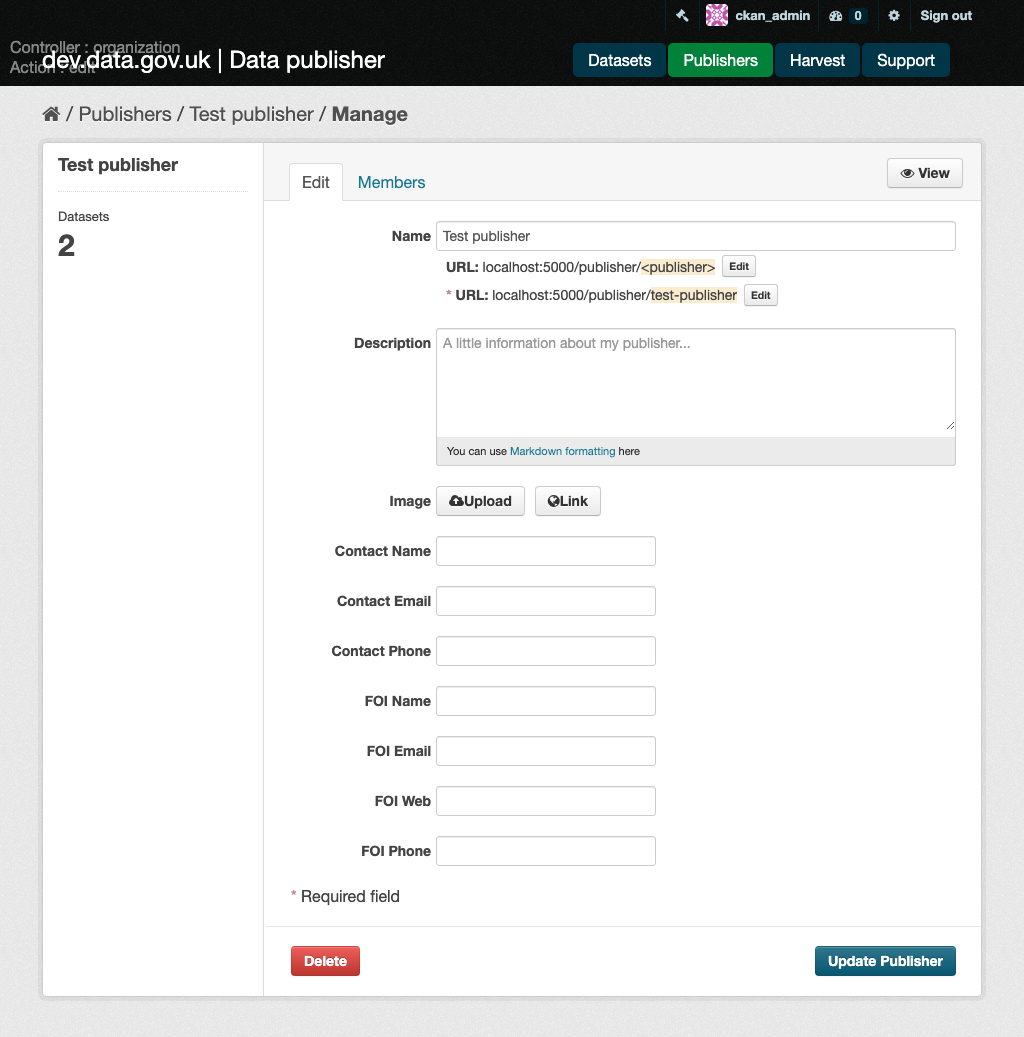 ckan_admin 0 Sign out
Controller : organization
Action : edit
dev.data.gov.uk | Data publisher
Datasets Publishers Harvest Support
/ Publishers / Test publisher / Manage
Test publisher
Datasets
2
Edit Members View
Name Test publisher
URL: localhost:5000/publisher/<publisher> Edit
* URL: localhost:5000/publisher/test-publisher Edit
Description A little information about my publisher...
You can use Markdown formatting here
Image Upload Link
Contact Name
Contact Email
Contact Phone
FOI Name
FOI Email
FOI Web
FOI Phone
* Required field
Delete Update Publisher